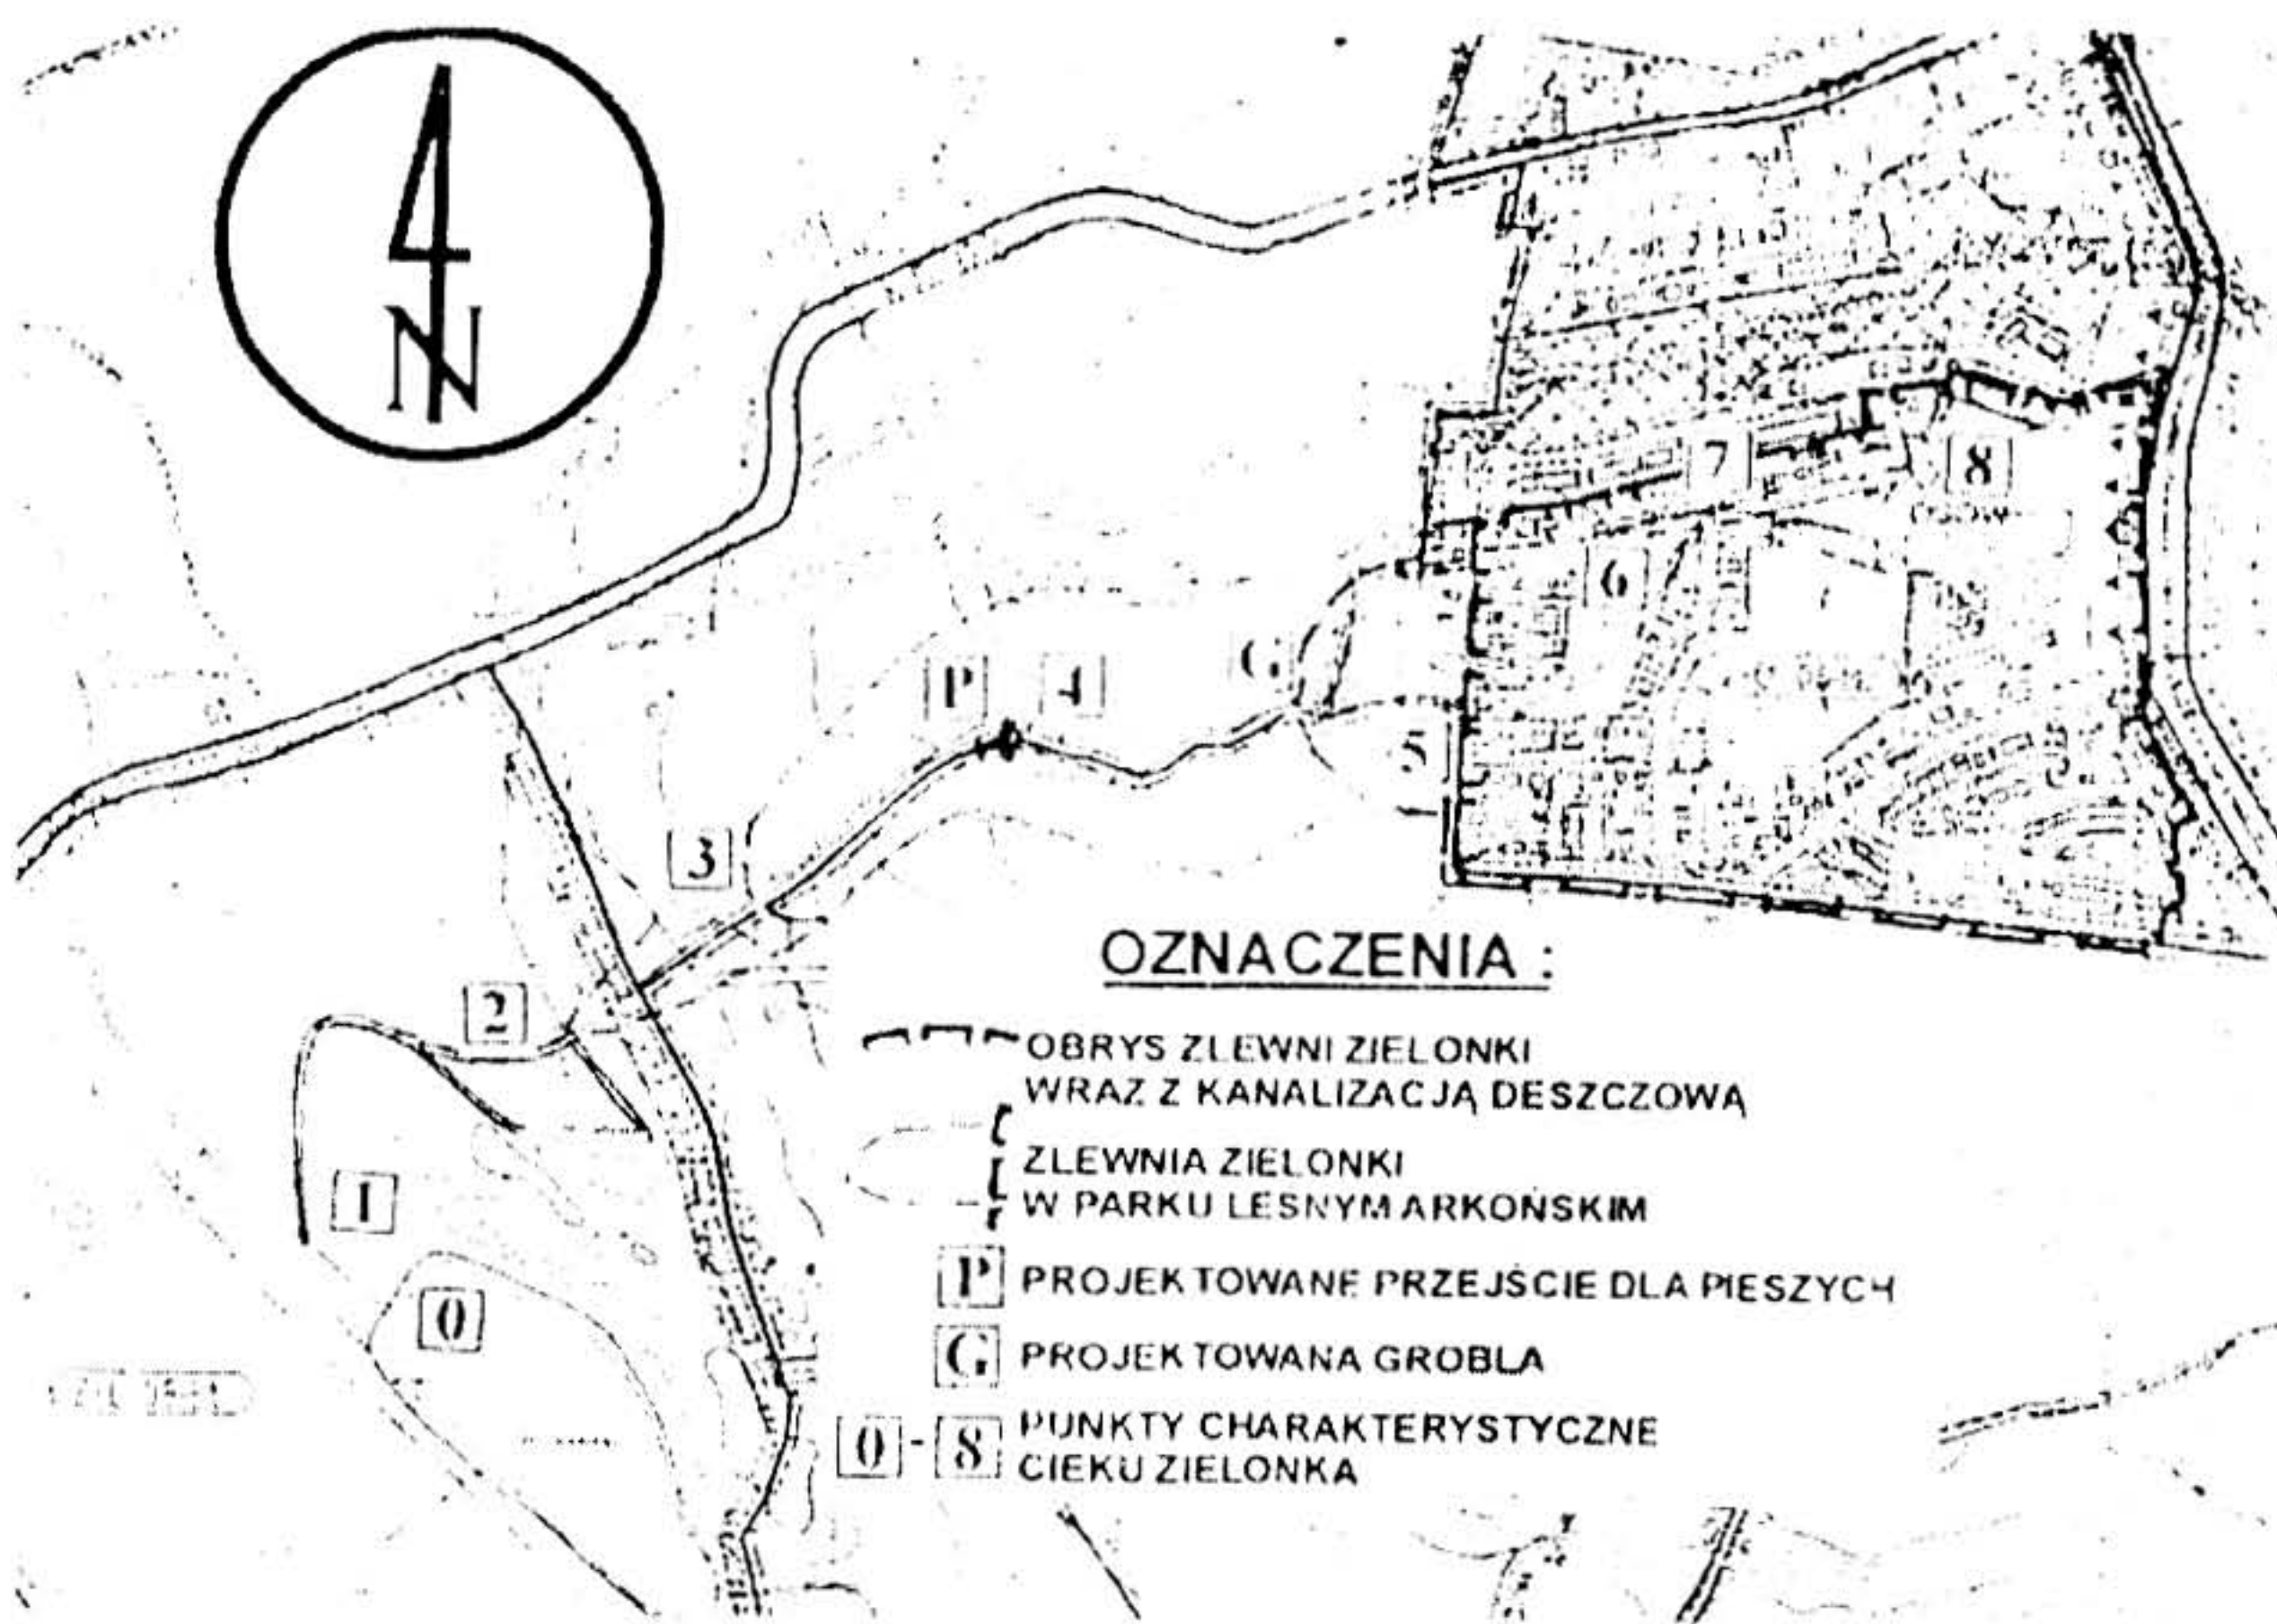 N
7
8
6
P
4
G
5
3
2
1
0
OZNACZENIA :
OBRYS ZLEWNI ZIELONKI
WRAZ Z KANALIZACJĄ DESZCZOWĄ
ZLEWNIA ZIELONKI
W PARKU LESNYM ARKOŃSKIM
P PROJEKTOWANE PRZEJŚCIE DLA PIESZYCH
G PROJEKTOWANA GROBLA
0 - 8 PUNKTY CHARAKTERYSTYCZNE
CIEKU ZIELONKA